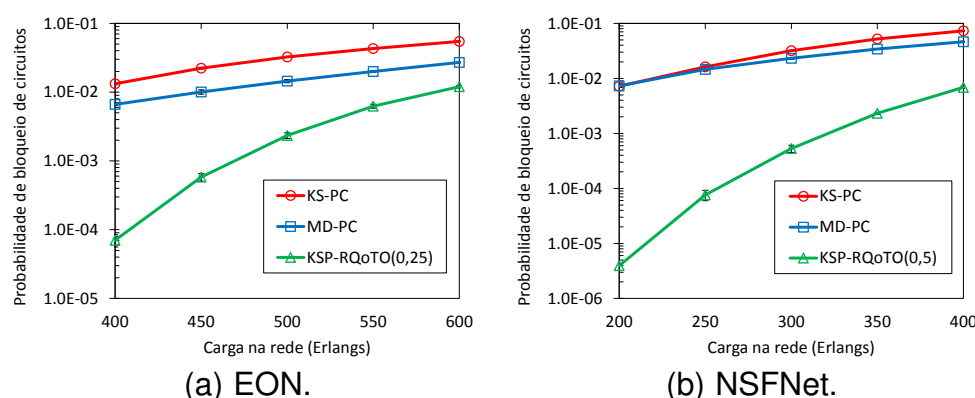 Probabilidade de bloqueio de circuitos
1.0E-01
1.0E-02
1.0E-03
1.0E-04
1.0E-05
KS-PC
MD-PC
KSP-RQoTO(0,25)
400 450 500 550 600
Carga na rede (Erlangs)
(a) EON.
Probabilidade de bloqueio de circuitos
1.0E-01
1.0E-02
1.0E-03
1.0E-04
1.0E-05
1.0E-06
KS-PC
MD-PC
KSP-RQoTO(0,5)
200 250 300 350 400
Carga na rede (Erlangs)
(b) NSFNet.